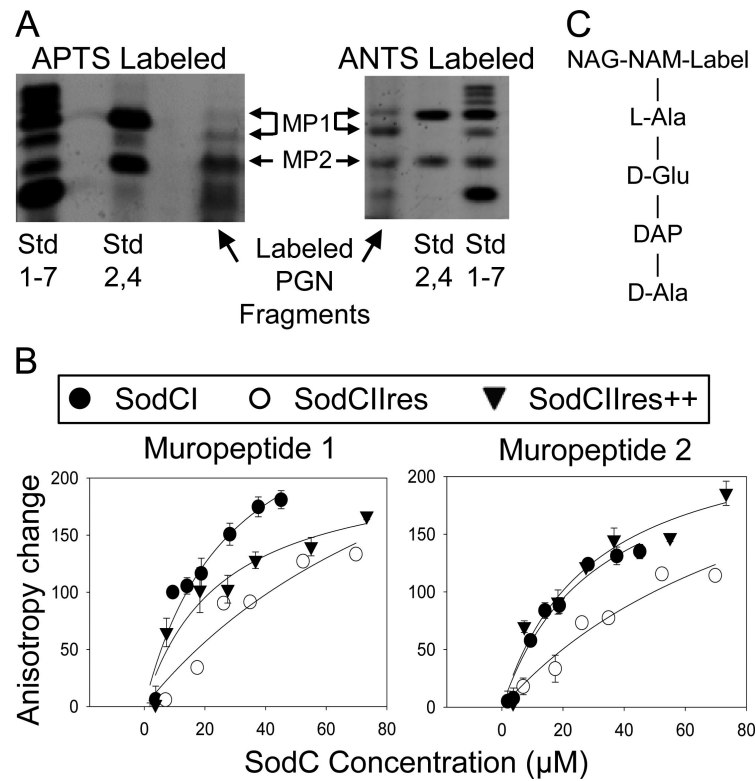 A
APTS Labeled
ANTS Labeled
MP1
MP2
Std
1-7
Std
2,4
Labeled
PGN
Fragments
Std
2,4
Std
1-7
C
NAG-NAM-Label
L-Ala
D-Glu
DAP
D-Ala
B
SodCI
SodCIIres
SodCIIres++
Muropeptide 1
Muropeptide 2
Anisotropy change
200
150
100
50
0
0
20
40
60
80
200
150
100
50
0
0
20
40
60
80
SodC Concentration (µM)